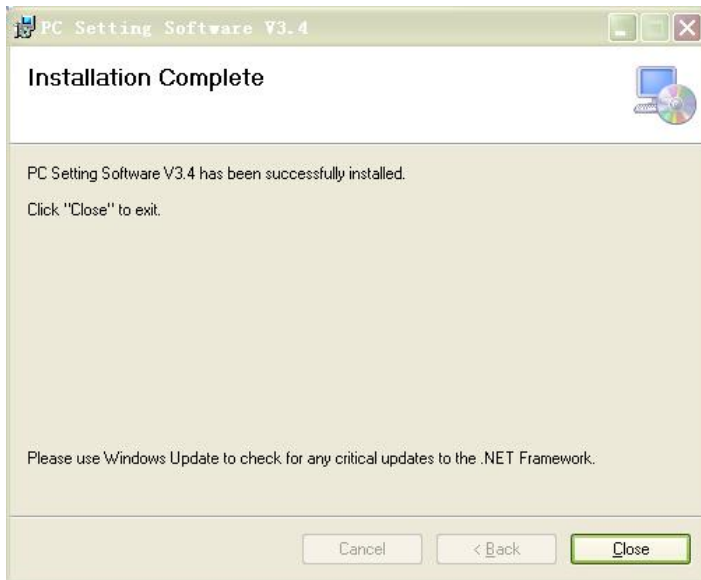 PC Setting Software V3.4
Installation Complete
PC Setting Software V3.4 has been successfully installed.
Click "Close" to exit.
Please use Windows Update to check for any critical updates to the .NET Framework.
Cancel
< Back
Close